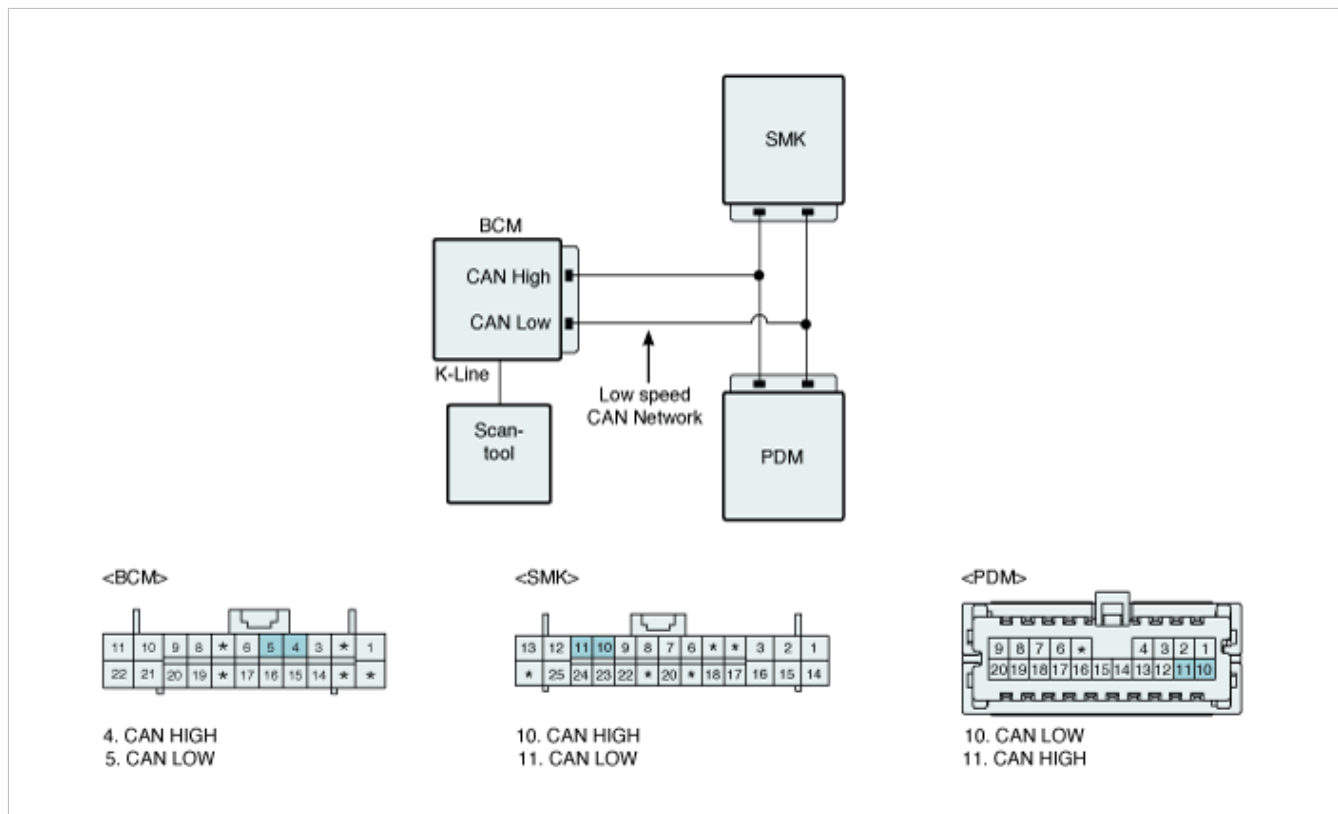 SMK
BCM
CAN High
CAN Low
K-Line
Low speed
CAN Network
Scan-
tool
PDM
<BCM>
11 10 9 8 * 6 5 4 3 * 1
22 21 20 19 * 17 16 15 14 * *
4. CAN HIGH
5. CAN LOW
<SMK>
13 12 11 10 9 8 7 6 * * 3 2 1
* 25 24 23 22 * 20 * 18 17 16 15 14
10. CAN HIGH
11. CAN LOW
<PDM>
9 8 7 6 * 4 3 2 1
20 19 18 17 16 15 14 13 12 11 10
10. CAN LOW
11. CAN HIGH